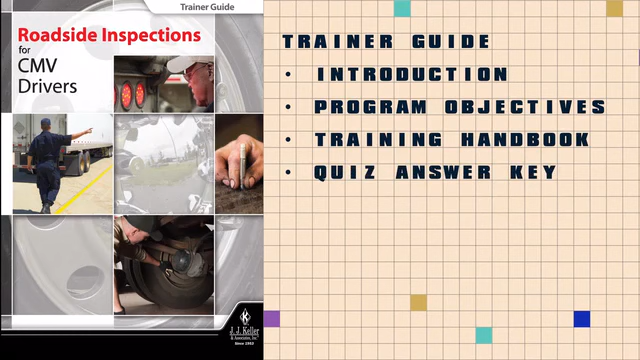 Trainer Guide
Roadside Inspections
for
CMV
Drivers
J. J. Keller
& Associates, Inc.®
Since 1953
TRAINER GUIDE
• INTRODUCTION
• PROGRAM OBJECTIVES
• TRAINING HANDBOOK
• QUIZ ANSWER KEY